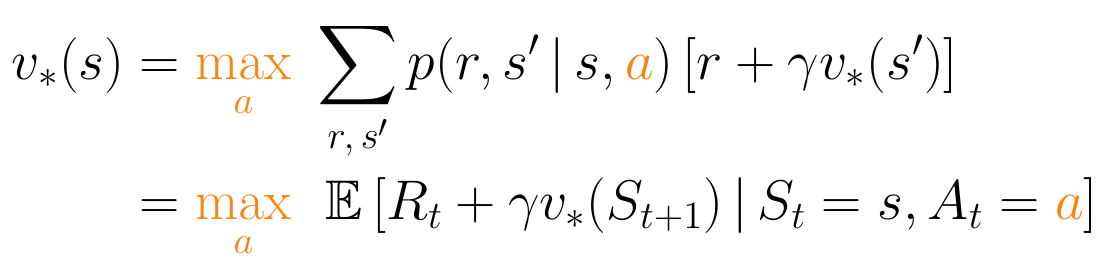 v_*(s) = max_a ∑_{r, s′} p(r, s′ | s, a) [r + γv_*(s′)]
= max_a 𝔼 [R_t + γv_*(S_{t+1}) | S_t = s, A_t = a]